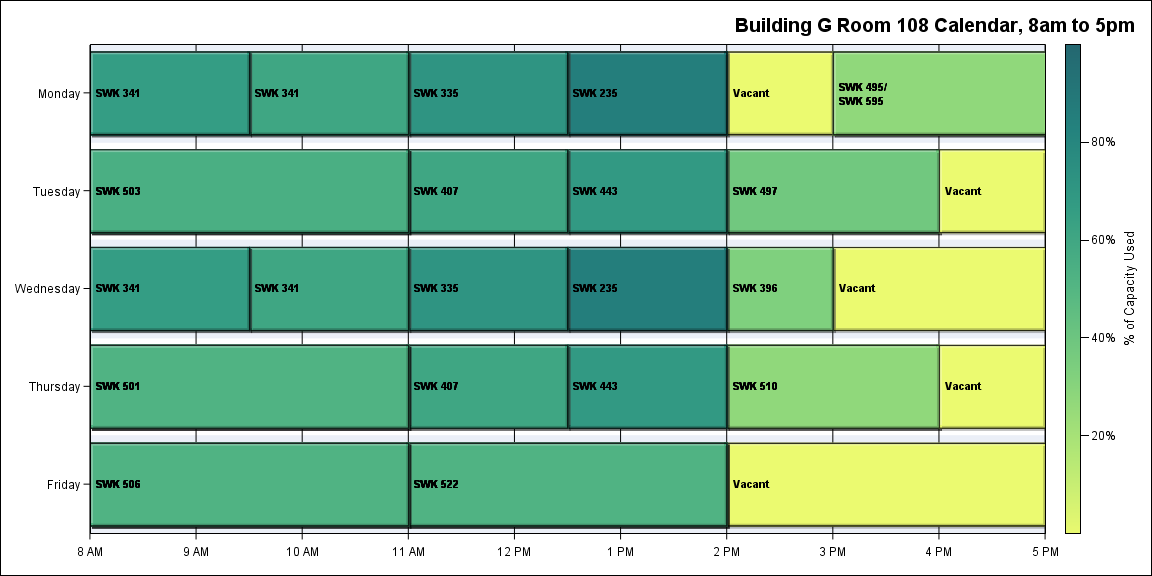 Building G Room 108 Calendar, 8am to 5pm
Monday
SWK 341
SWK 341
SWK 335
SWK 235
Vacant
SWK 495/
SWK 595
Tuesday
SWK 503
SWK 407
SWK 443
SWK 497
Vacant
Wednesday
SWK 341
SWK 341
SWK 335
SWK 235
SWK 396
Vacant
Thursday
SWK 501
SWK 407
SWK 443
SWK 510
Vacant
Friday
SWK 506
SWK 522
Vacant
8 AM
9 AM
10 AM
11 AM
12 PM
1 PM
2 PM
3 PM
4 PM
5 PM
80%
60%
40%
20%
% of Capacity Used